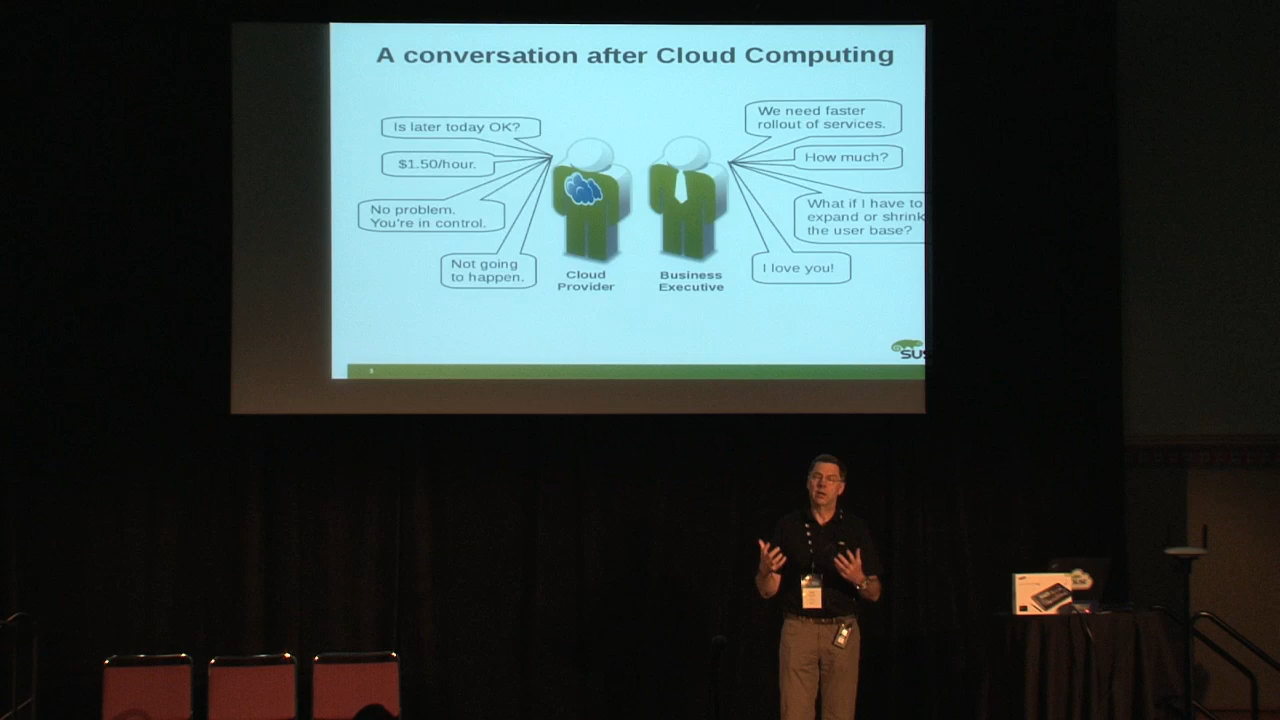 A conversation after Cloud Computing
Is later today OK?
$1.50/hour.
No problem.
You're in control.
Not going
to happen.
Cloud
Provider
Business
Executive
We need faster
rollout of services.
How much?
What if I have to
expand or shrink
the user base?
I love you!
SUS